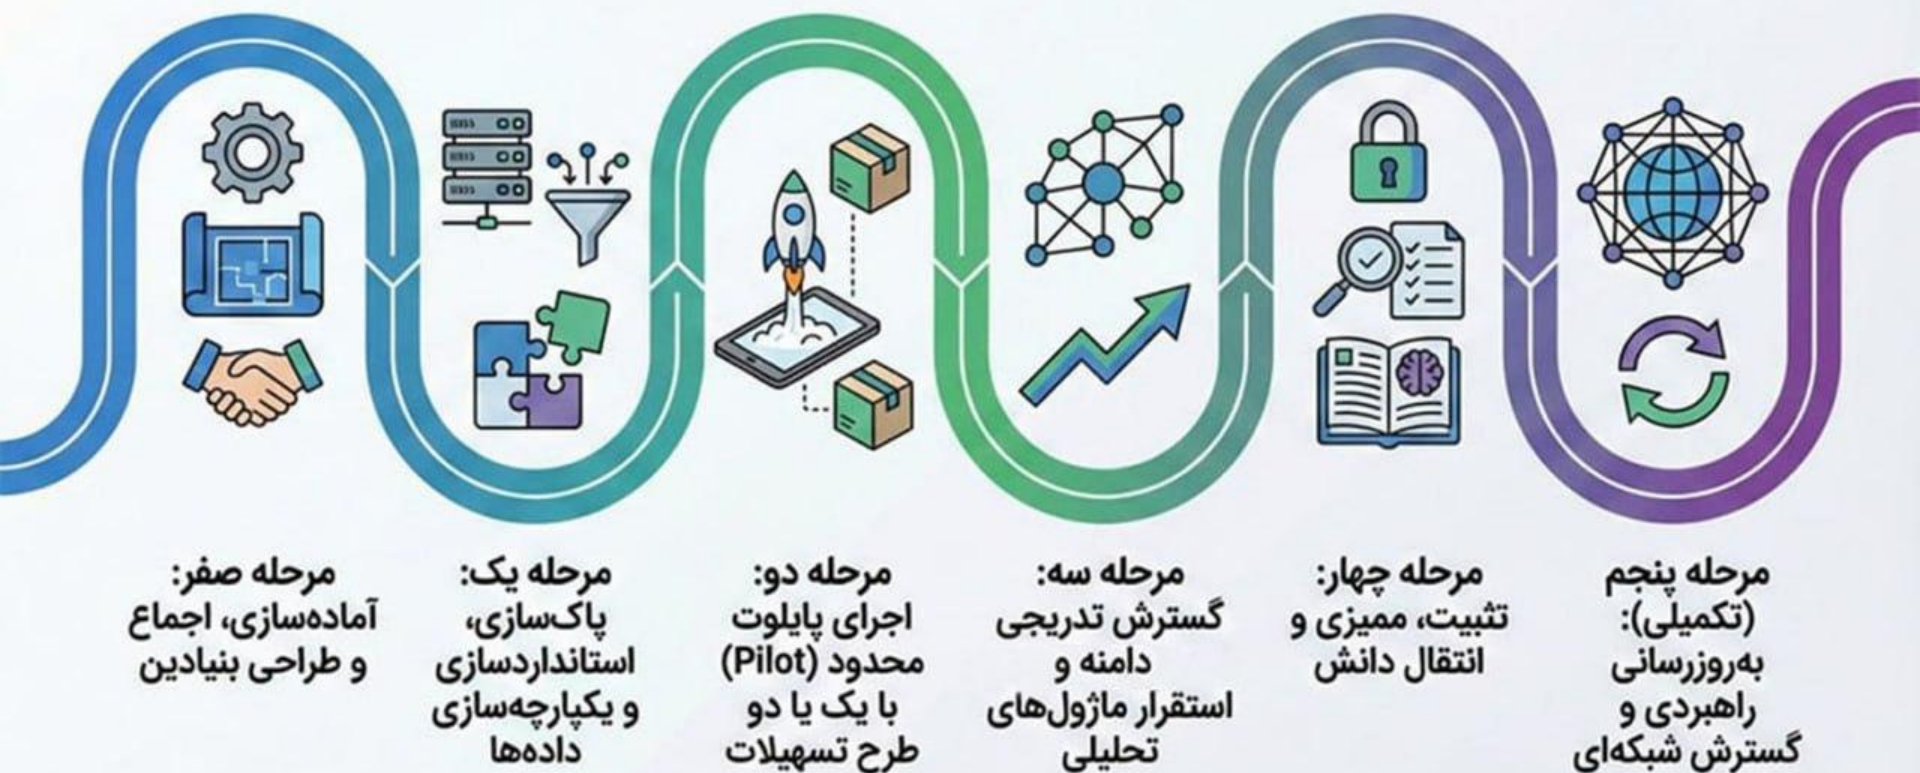 مرحله صفر:
آماده‌سازی، اجماع
و طراحی بنیادین
مرحله یک:
پاک‌سازی،
استانداردسازی
و یکپارچه‌سازی
داده‌ها
مرحله دو:
اجرای پایلوت
محدود (Pilot)
با یک یا دو
طرح تسهیلات
مرحله سه:
گسترش تدریجی
دامنه و
استقرار ماژول‌های
تحلیلی
مرحله چهار:
تثبیت، ممیزی و
انتقال دانش
مرحله پنجم
(تکمیلی):
به‌روزرسانی
راهبردی و
گسترش شبکه‌ای